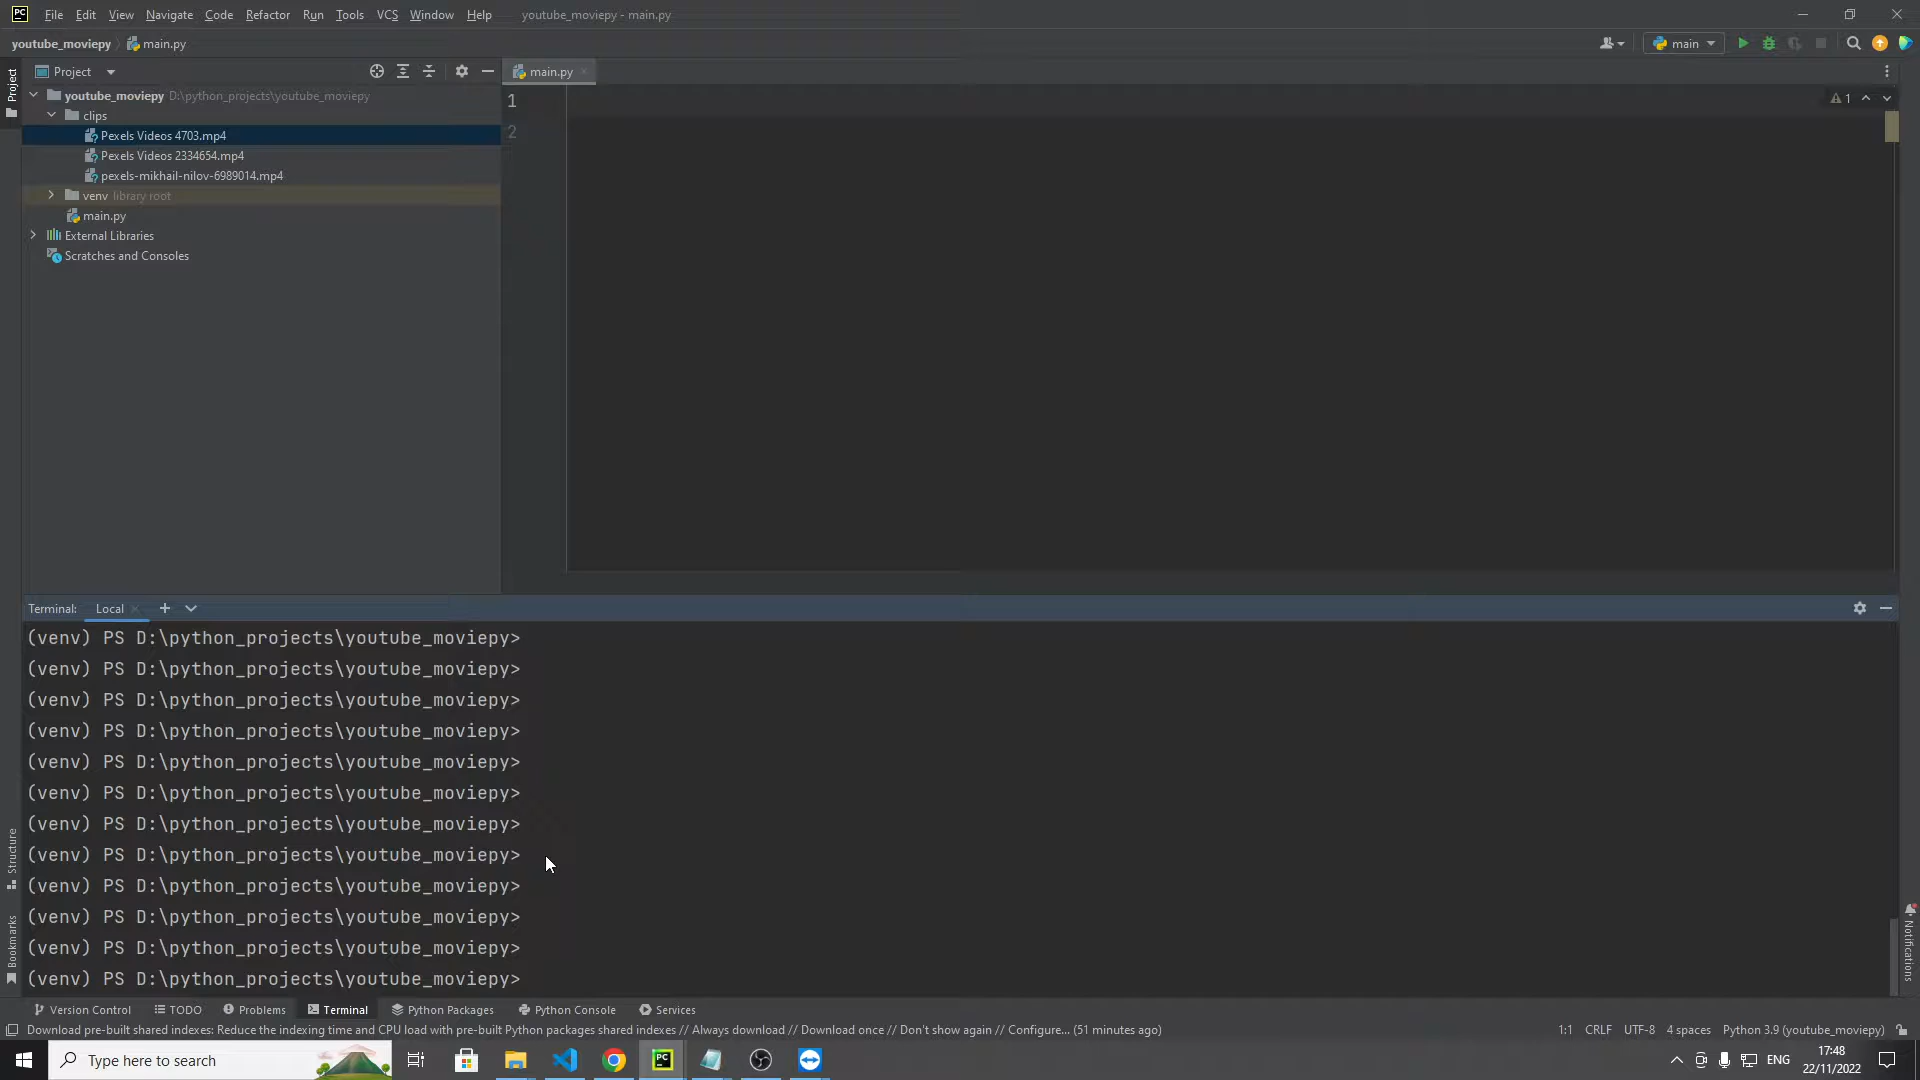 PC File Edit View Navigate Code Refactor Run Tools VCS Window Help youtube_moviepy - main.py
youtube_moviepy main.py main
Project main.py
youtube_moviepy D:\python_projects\youtube_moviepy
clips
Pexels Videos 4703.mp4
Pexels Videos 2334654.mp4
pexels-mikhail-nilov-6989014.mp4
venv library root
main.py
External Libraries
Scratches and Consoles
1
2
1
Project
Structure
Bookmarks
Notifications
Terminal: Local
(venv) PS D:\python_projects\youtube_moviepy>
(venv) PS D:\python_projects\youtube_moviepy>
(venv) PS D:\python_projects\youtube_moviepy>
(venv) PS D:\python_projects\youtube_moviepy>
(venv) PS D:\python_projects\youtube_moviepy>
(venv) PS D:\python_projects\youtube_moviepy>
(venv) PS D:\python_projects\youtube_moviepy>
(venv) PS D:\python_projects\youtube_moviepy>
(venv) PS D:\python_projects\youtube_moviepy>
(venv) PS D:\python_projects\youtube_moviepy>
(venv) PS D:\python_projects\youtube_moviepy>
(venv) PS D:\python_projects\youtube_moviepy>
Version Control TODO Problems Terminal Python Packages Python Console Services
Download pre-built shared indexes: Reduce the indexing time and CPU load with pre-built Python packages shared indexes // Always download // Download once // Don't show again // Configure... (51 minutes ago) 1:1 CRLF UTF-8 4 spaces Python 3.9 (youtube_moviepy)
Type here to search PC ENG 17:48
22/11/2022